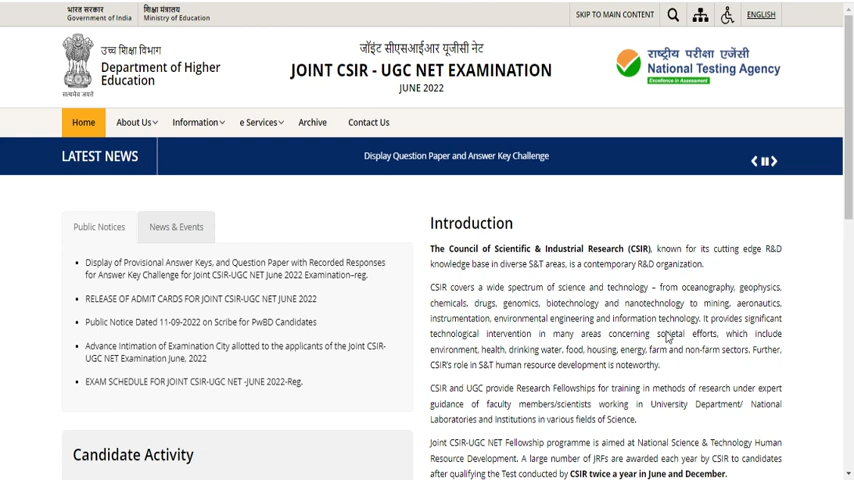 भारत सरकार
Government of India
शिक्षा मंत्रालय
Ministry of Education
SKIP TO MAIN CONTENT
ENGLISH
सत्यमेव जयते
उच्च शिक्षा विभाग
Department of Higher
Education
जॉइंट सीएसआईआर यूजीसी नेट
JOINT CSIR - UGC NET EXAMINATION
JUNE 2022
राष्ट्रीय परीक्षा एजेंसी
National Testing Agency
Excellence in Assessment
Home
About Us
Information
e Services
Archive
Contact Us
LATEST NEWS
Display Question Paper and Answer Key Challenge
Public Notices
News & Events
Display of Provisional Answer Keys, and Question Paper with Recorded Responses
for Answer Key Challenge for Joint CSIR-UGC NET June 2022 Examination–reg.
RELEASE OF ADMIT CARDS FOR JOINT CSIR-UGC NET JUNE 2022
Public Notice Dated 11-09-2022 on Scribe for PwBD Candidates
Advance Intimation of Examination City allotted to the applicants of the Joint CSIR-
UGC NET Examination June, 2022
EXAM SCHEDULE FOR JOINT CSIR-UGC NET -JUNE 2022-Reg.
Candidate Activity
Introduction
The Council of Scientific & Industrial Research (CSIR), known for its cutting edge R&D
knowledge base in diverse S&T areas, is a contemporary R&D organization.
CSIR covers a wide spectrum of science and technology – from oceanography, geophysics,
chemicals, drugs, genomics, biotechnology and nanotechnology to mining, aeronautics,
instrumentation, environmental engineering and information technology. It provides significant
technological intervention in many areas concerning societal efforts, which include
environment, health, drinking water, food, housing, energy, farm and non-farm sectors. Further,
CSIR's role in S&T human resource development is noteworthy.
CSIR and UGC provide Research Fellowships for training in methods of research under expert
guidance of faculty members/scientists working in University Department/ National
Laboratories and Institutions in various fields of Science.
Joint CSIR-UGC NET Fellowship programme is aimed at National Science & Technology Human
Resource Development. A large number of JRFs are awarded each year by CSIR to candidates
after qualifying the Test conducted by CSIR twice a year in June and December.